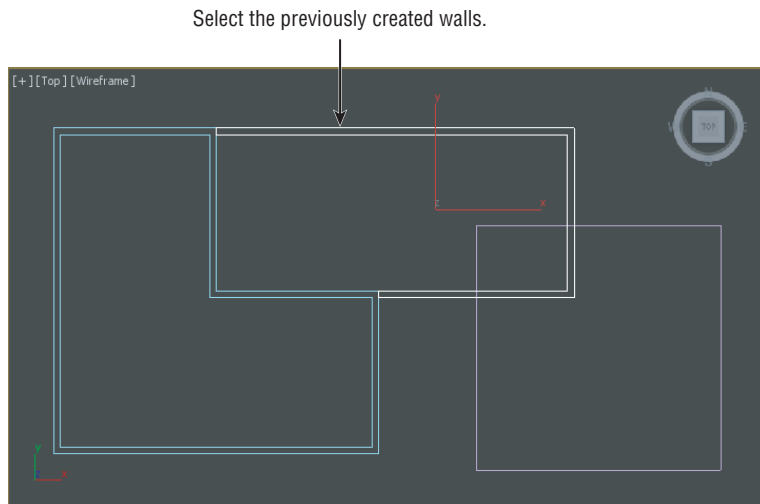 Select the previously created walls.
[+] [Top] [Wireframe]
N
W TOP E
S
y
z x
y
z x